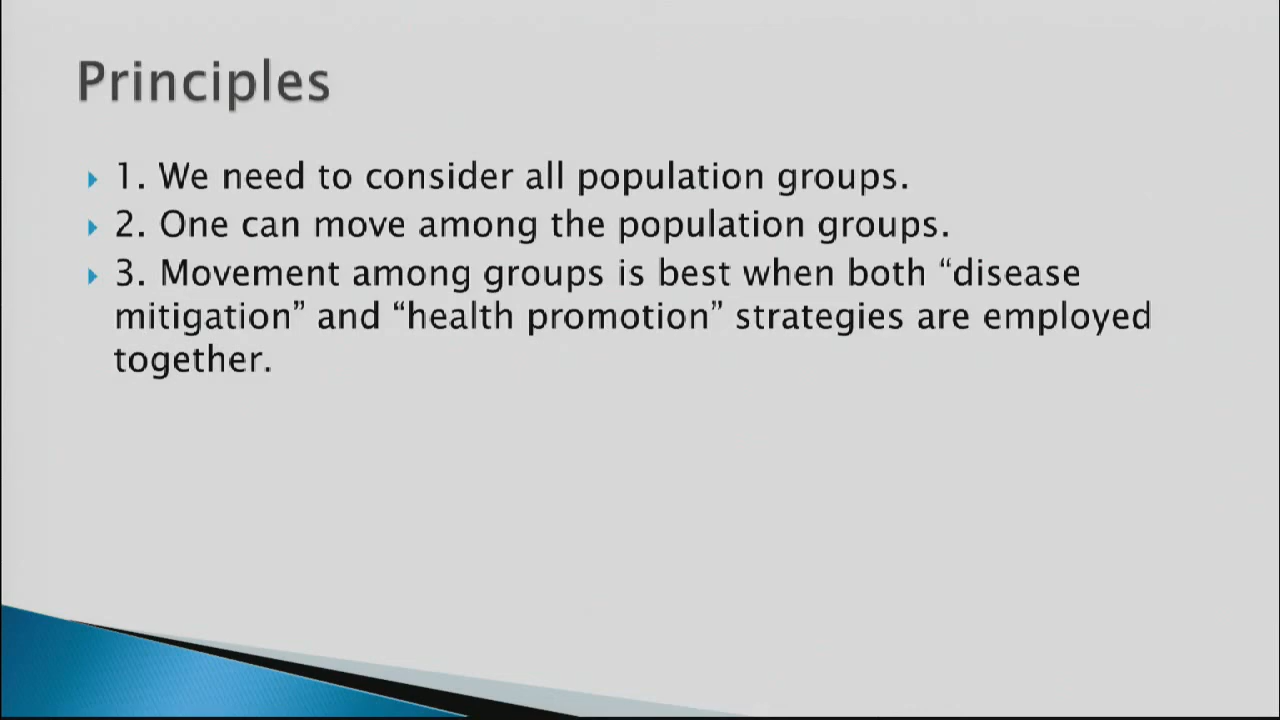 Principles
1. We need to consider all population groups.
2. One can move among the population groups.
3. Movement among groups is best when both “disease
mitigation” and “health promotion” strategies are employed
together.